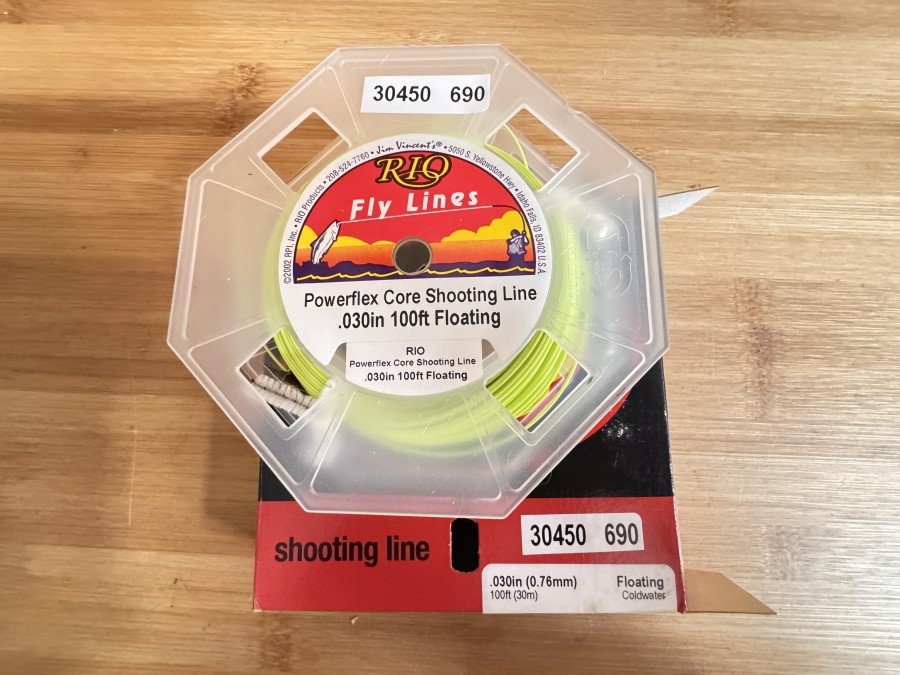 30450 690
©2002 RPL Inc. • RIO Products • 208-524-7760 • Jim Vincent's® • 5050 S. Yellowstone Hwy • Idaho Falls, ID 83402 U.S.A
RIO
Fly Lines
Powerflex Core Shooting Line
.030in 100ft Floating
RIO
Powerflex Core Shooting Line
.030in 100ft Floating
30450 690
shooting line
.030in (0.76mm) Floating
100ft (30m) Coldwater